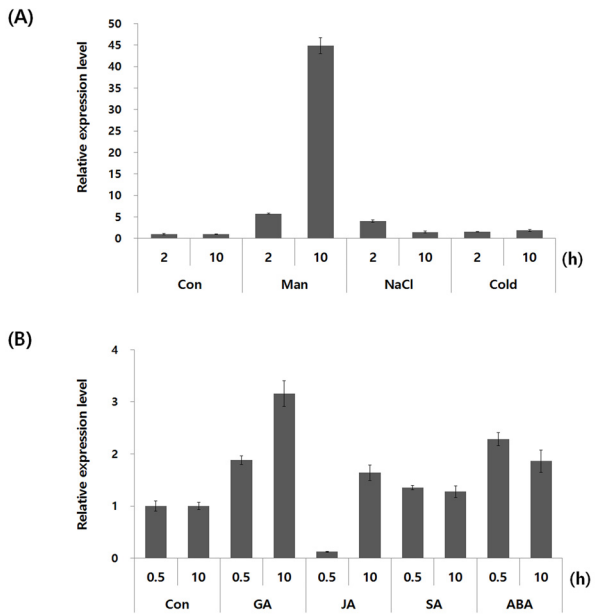 (A)
Relative expression level
50
45
40
35
30
25
20
15
10
5
0
2 10 2 10 2 10 2 10 (h)
Con Man NaCl Cold
(B)
Relative expression level
4
3
2
1
0
0.5 10 0.5 10 0.5 10 0.5 10 0.5 10 (h)
Con GA JA SA ABA